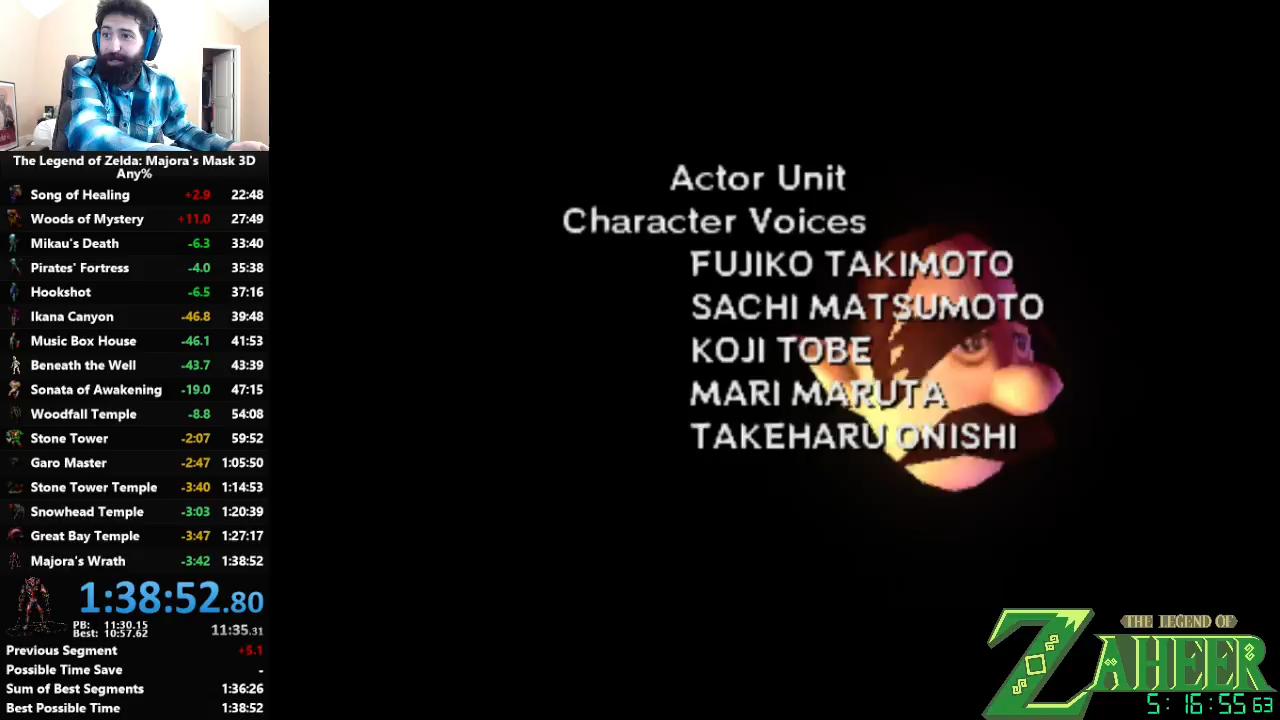 The Legend of Zelda: Majora's Mask 3D
Any%
Song of Healing +2.9 22:48
Woods of Mystery +11.0 27:49
Mikau's Death -6.3 33:40
Pirates' Fortress -4.0 35:38
Hookshot -6.5 37:16
Ikana Canyon -46.8 39:48
Music Box House -46.1 41:53
Beneath the Well -43.7 43:39
Sonata of Awakening -19.0 47:15
Woodfall Temple -8.8 54:08
Stone Tower -2:07 59:52
Garo Master -2:47 1:05:50
Stone Tower Temple -3:40 1:14:53
Snowhead Temple -3:03 1:20:39
Great Bay Temple -3:47 1:27:17
Majora's Wrath -3:42 1:38:52
1:38:52.80
PB: 11:30.15
Best: 10:57.62
11:35.31
Previous Segment +5.1
Possible Time Save -
Sum of Best Segments 1:36:26
Best Possible Time 1:38:52
Actor Unit
Character Voices
FUJIKO TAKIMOTO
SACHI MATSUMOTO
KOJI TOBE
MARI MARUTA
TAKEHARU ONISHI
THE LEGEND OF
ZAHEER
5:16:55 63